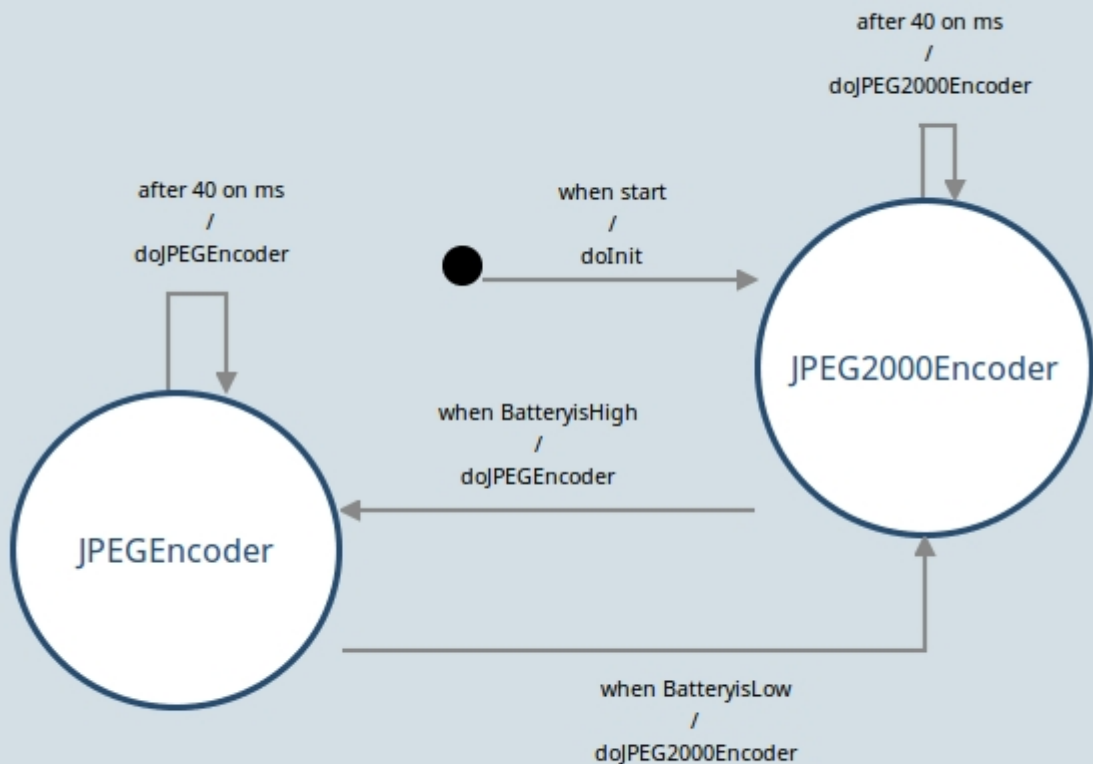 after 40 on ms
/
doJPEG2000Encoder
after 40 on ms
/
doJPEGEncoder
when start
/
doInit
JPEG2000Encoder
when BatteryisHigh
/
doJPEGEncoder
JPEGEncoder
when BatteryisLow
/
doJPEG2000Encoder